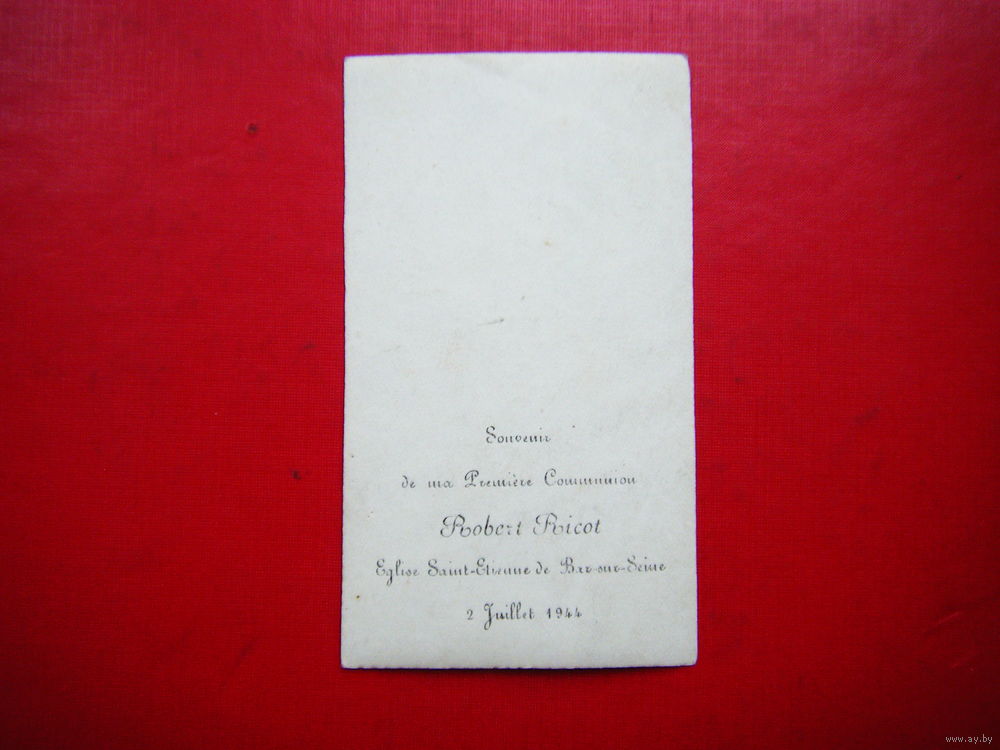 Souvenir
de ma Première Communion
Robert Ricot
Eglise Saint-Etienne de Bar-sur-Seine
2 Juillet 1944
www.ay.by